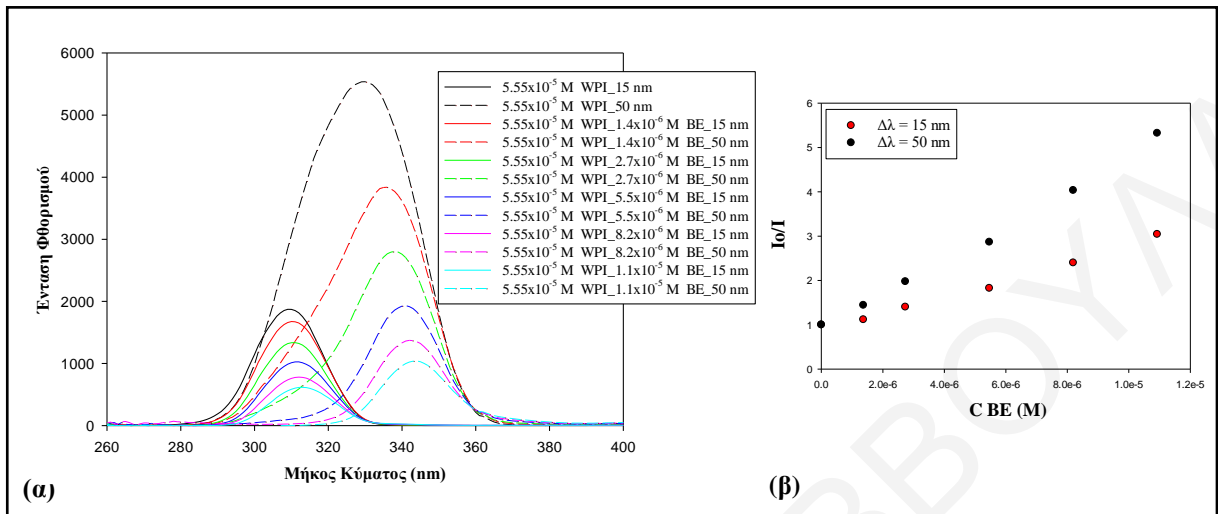 6000
5000
4000
3000
2000
1000
0
Ένταση Φθορισμού
260 280 300 320 340 360 380 400
Μήκος Κύματος (nm)
5.55x10⁻⁵ M WPI_15 nm
5.55x10⁻⁵ M WPI_50 nm
5.55x10⁻⁵ M WPI_1.4x10⁻⁶ M BE_15 nm
5.55x10⁻⁵ M WPI_1.4x10⁻⁶ M BE_50 nm
5.55x10⁻⁵ M WPI_2.7x10⁻⁶ M BE_15 nm
5.55x10⁻⁵ M WPI_2.7x10⁻⁶ M BE_50 nm
5.55x10⁻⁵ M WPI_5.5x10⁻⁶ M BE_15 nm
5.55x10⁻⁵ M WPI_5.5x10⁻⁶ M BE_50 nm
5.55x10⁻⁵ M WPI_8.2x10⁻⁶ M BE_15 nm
5.55x10⁻⁵ M WPI_8.2x10⁻⁶ M BE_50 nm
5.55x10⁻⁵ M WPI_1.1x10⁻⁵ M BE_15 nm
5.55x10⁻⁵ M WPI_1.1x10⁻⁵ M BE_50 nm
(α)
6
5
4
3
2
1
0
Io/I
Δλ = 15 nm
Δλ = 50 nm
0.0 2.0e-6 4.0e-6 6.0e-6 8.0e-6 1.0e-5 1.2e-5
C BE (M)
(β)